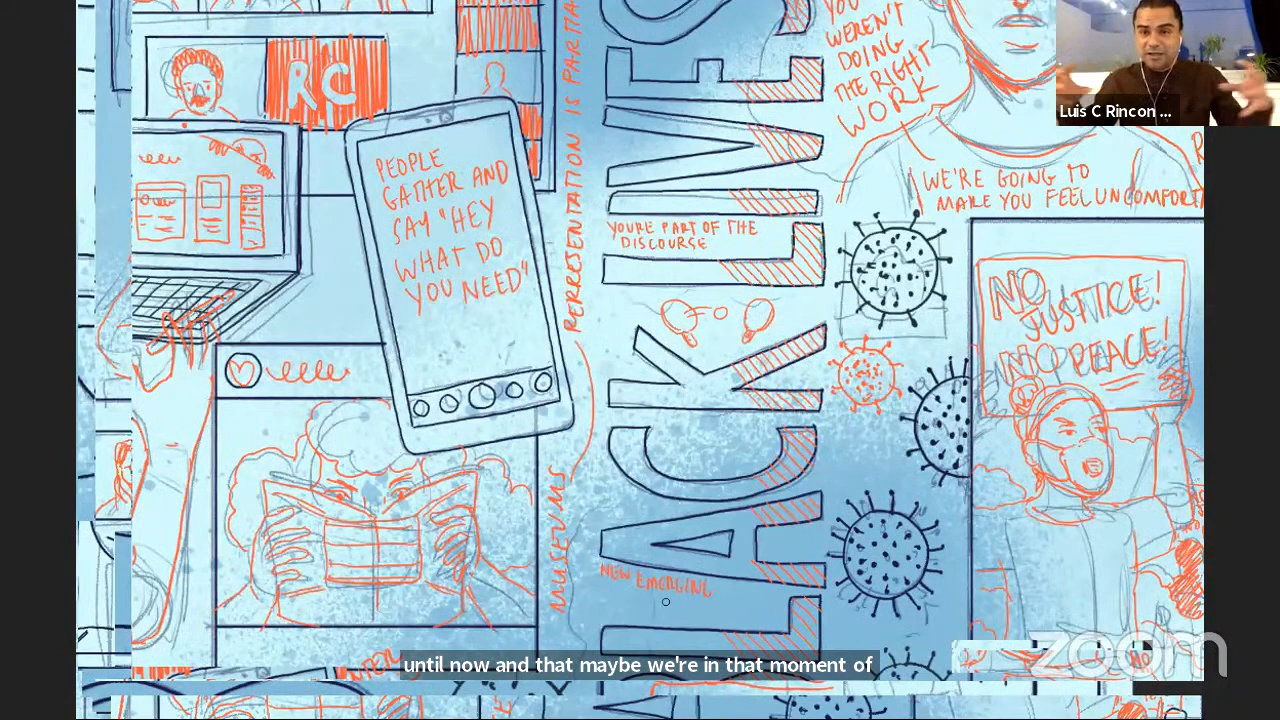 RC
PEOPLE
GATHER AND
SAY "HEY
WHAT DO
YOU NEED"
MUSEUMS
REPRESENTATION IS PARTIA
BLACK LIVES
YOU'RE PART OF THE
DISCOURSE
NEW EMERGING
YOU
WEREN'T
DOING
THE RIGHT
WORK
WE'RE GOING TO
MAKE YOU FEEL UNCOMFORT
NO
JUSTICE!
NO PEACE!
Luis C Rincon ...
until now and that maybe we're in that moment of
zoom